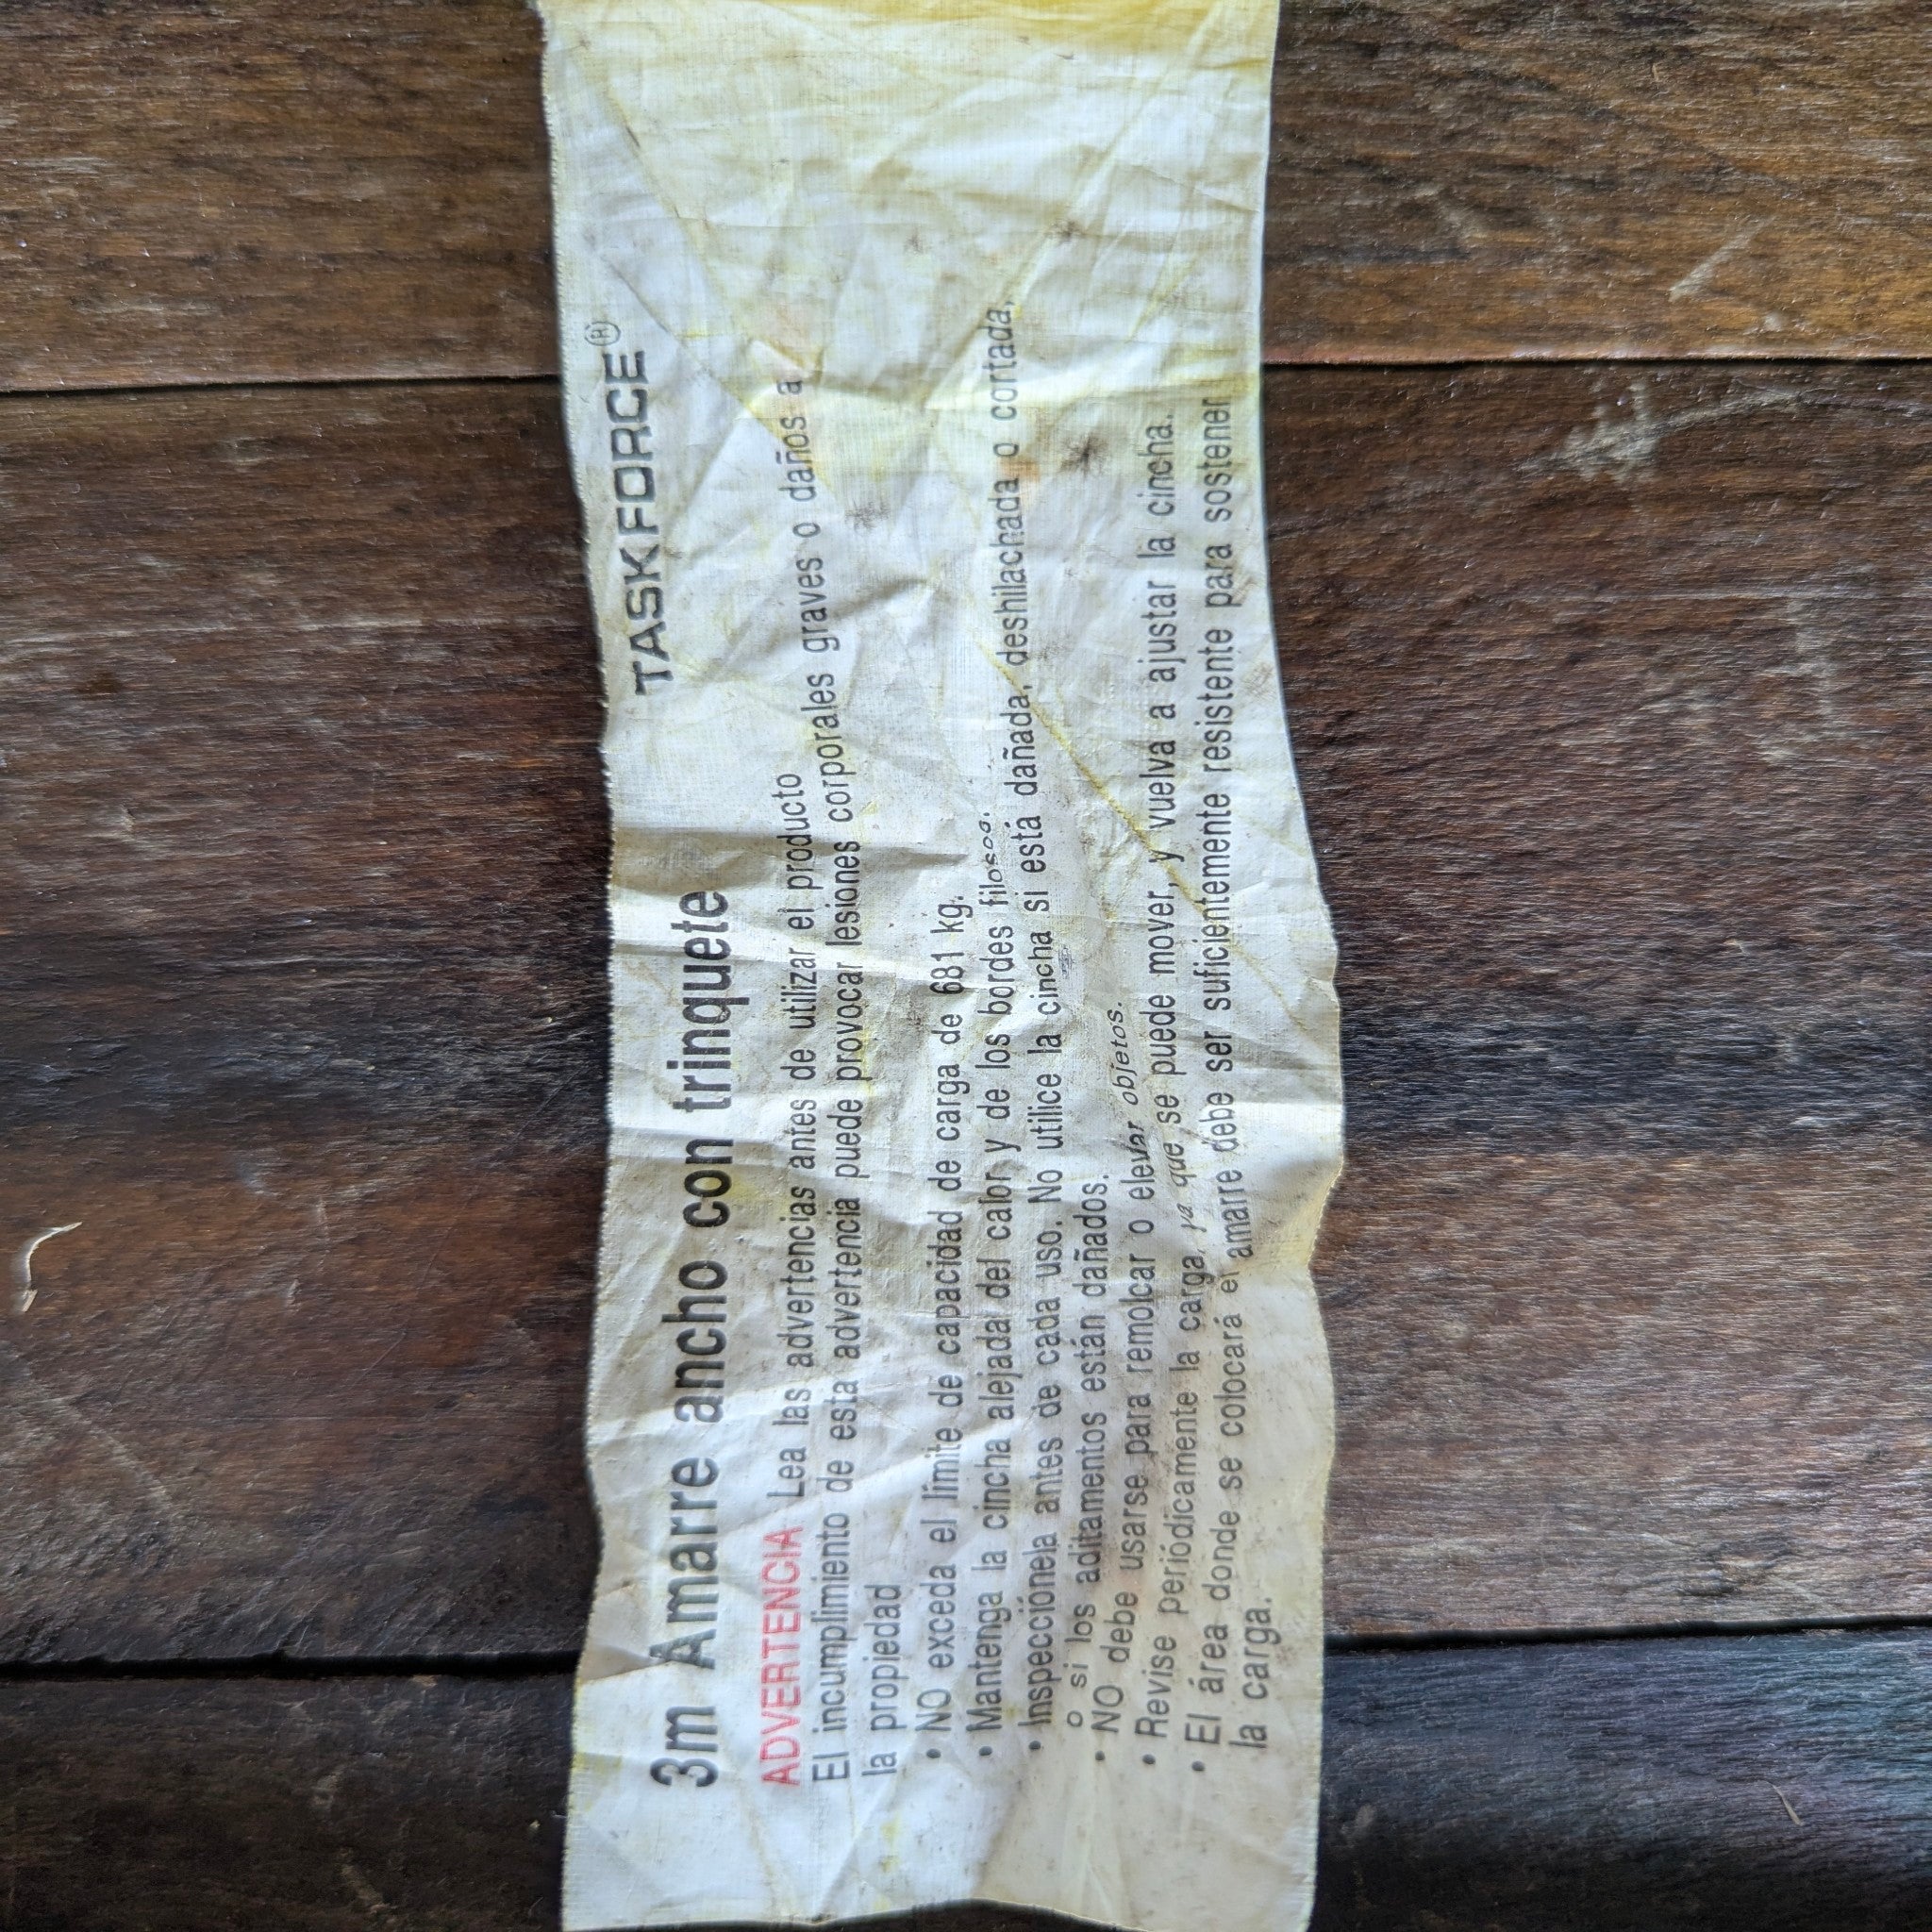 3m Amarre ancho con trinquete
TASK FORCE®
ADVERTENCIA Lea las advertencias antes de utilizar el producto
El incumplimiento de esta advertencia puede provocar lesiones corporales graves o daños a
la propiedad
• NO exceda el límite de capacidad de carga de 681 kg.
• Mantenga la cincha alejada del calor y de los bordes filosos.
• Inspecciónela antes de cada uso. No utilice la cincha si está dañada, deshilachada o cortada,
o si los aditamentos están dañados.
• NO debe usarse para remolcar o elevar objetos.
• Revise periódicamente la carga, ya que se puede mover, y vuelva a ajustar la cincha.
• El área donde se colocará el amarre debe ser suficientemente resistente para sostener
la carga.